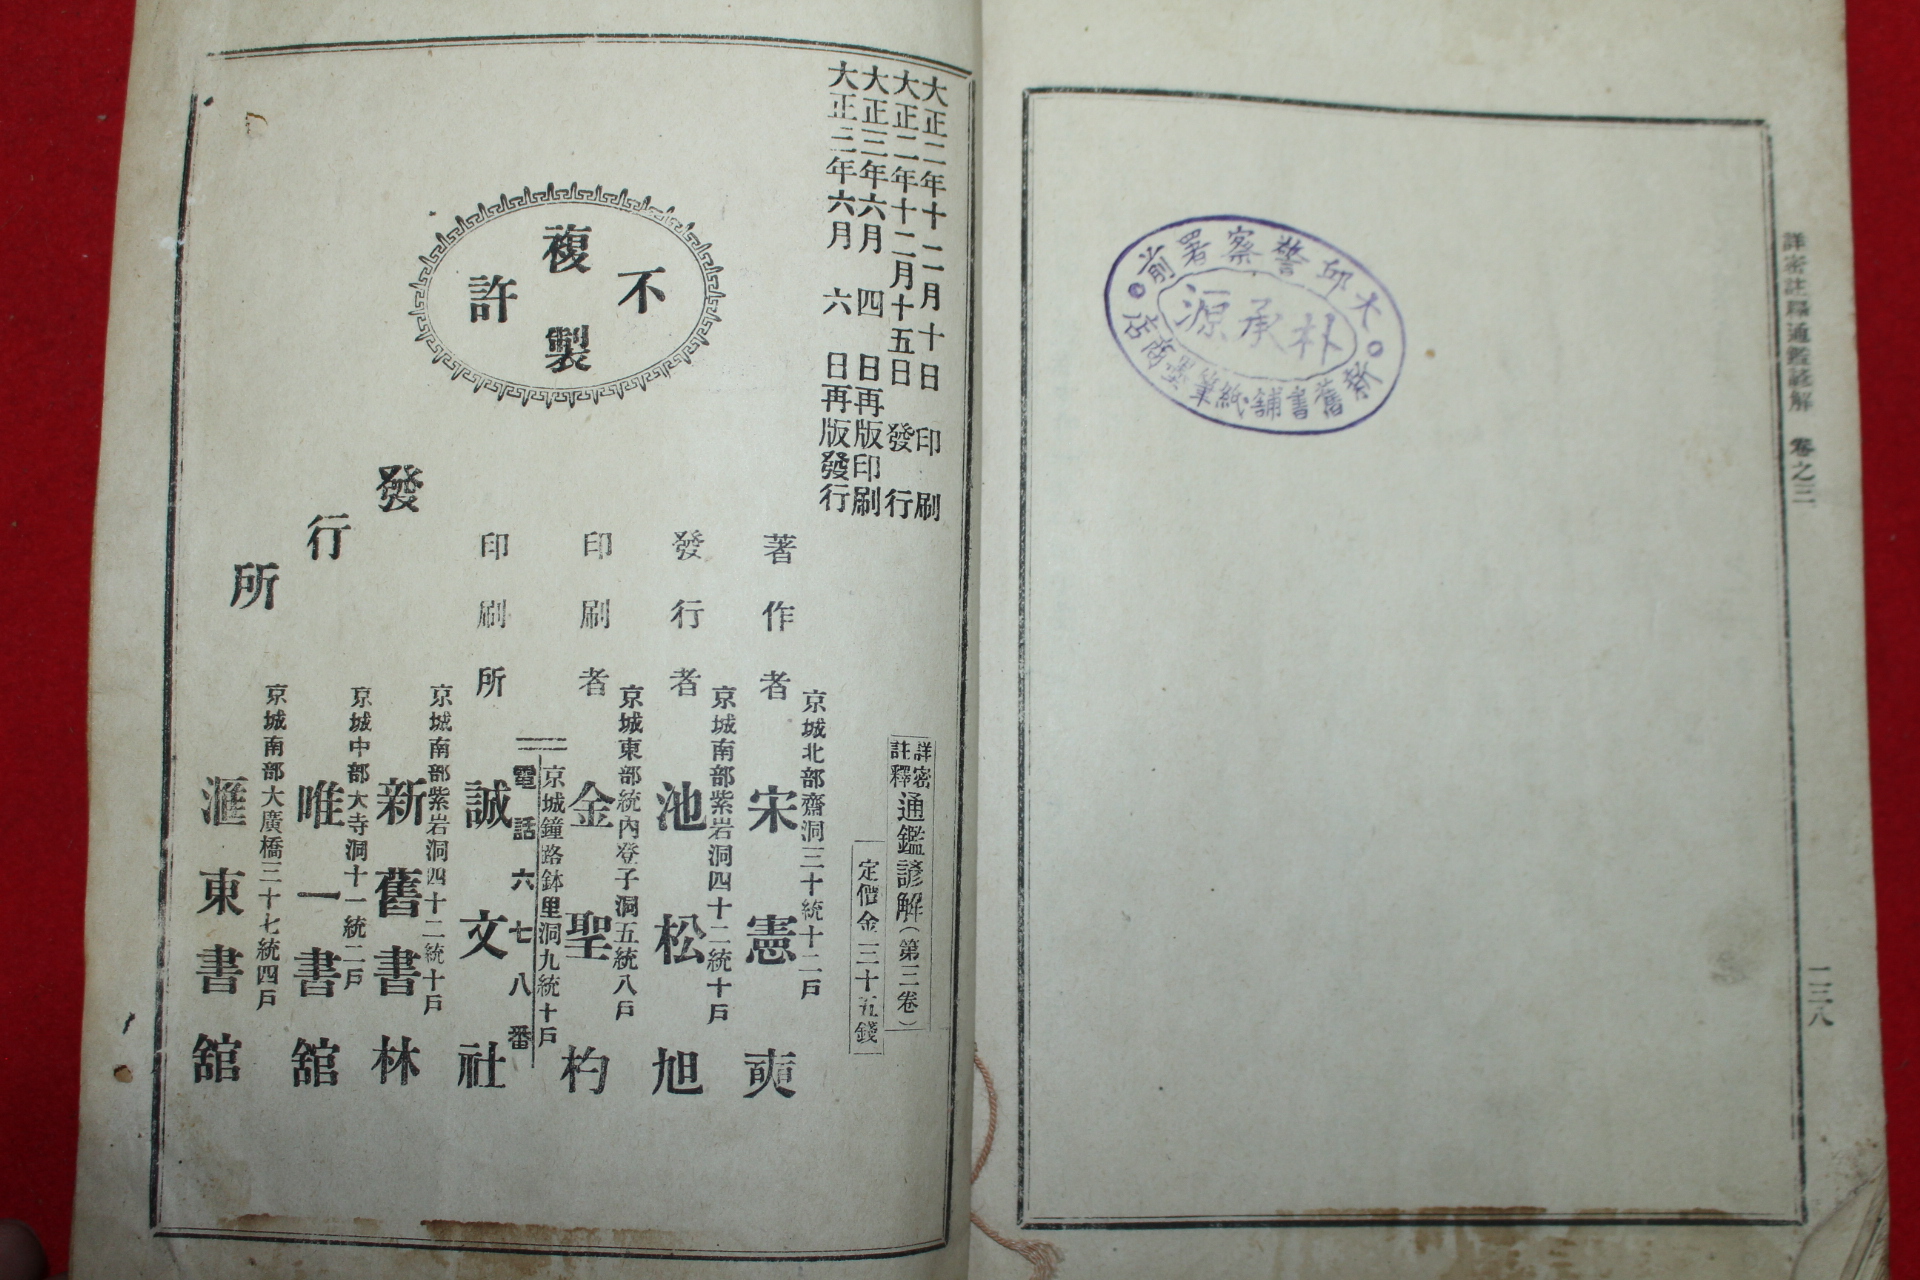 詳密註釋通鑑諺解 卷之三
二三八
大邱警察署前
朴承源
新舊書舖紙筆墨商店
大正二年十二月十日印刷
大正二年十二月十五日發行
大正三年六月四日再版印刷
大正三年六月六日再版發行
不許複製
詳密註釋通鑑諺解(第三卷)
定價金三十五錢
京城北部齋洞三十統十二戶
著作者 宋憲奭
京城南部紫岩洞四十二統十戶
發行者 池松旭
京城東部統內登子洞五統八戶
印刷者 金聖杓
京城鐘路鉢里洞九統十戶
電話六七八番
印刷所 誠文社
發行所
京城南部紫岩洞四十二統十戶
新舊書林
京城中部大寺洞十一統二戶
唯一書舘
京城南部大廣橋三十七統四戶
滙東書舘